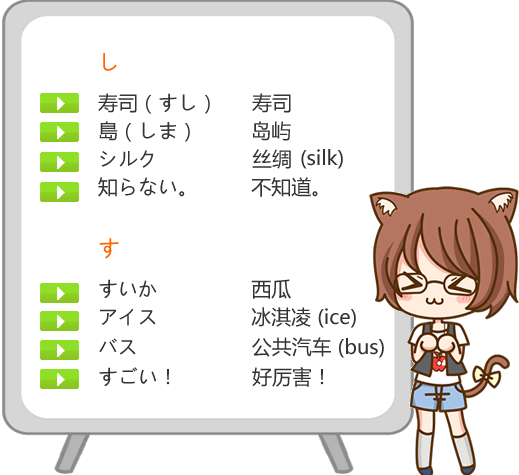 し
寿司（すし） 寿司
島（しま） 岛屿
シルク 丝绸 (silk)
知らない。 不知道。
す
すいか 西瓜
アイス 冰淇凌 (ice)
バス 公共汽车 (bus)
すごい！ 好厉害！